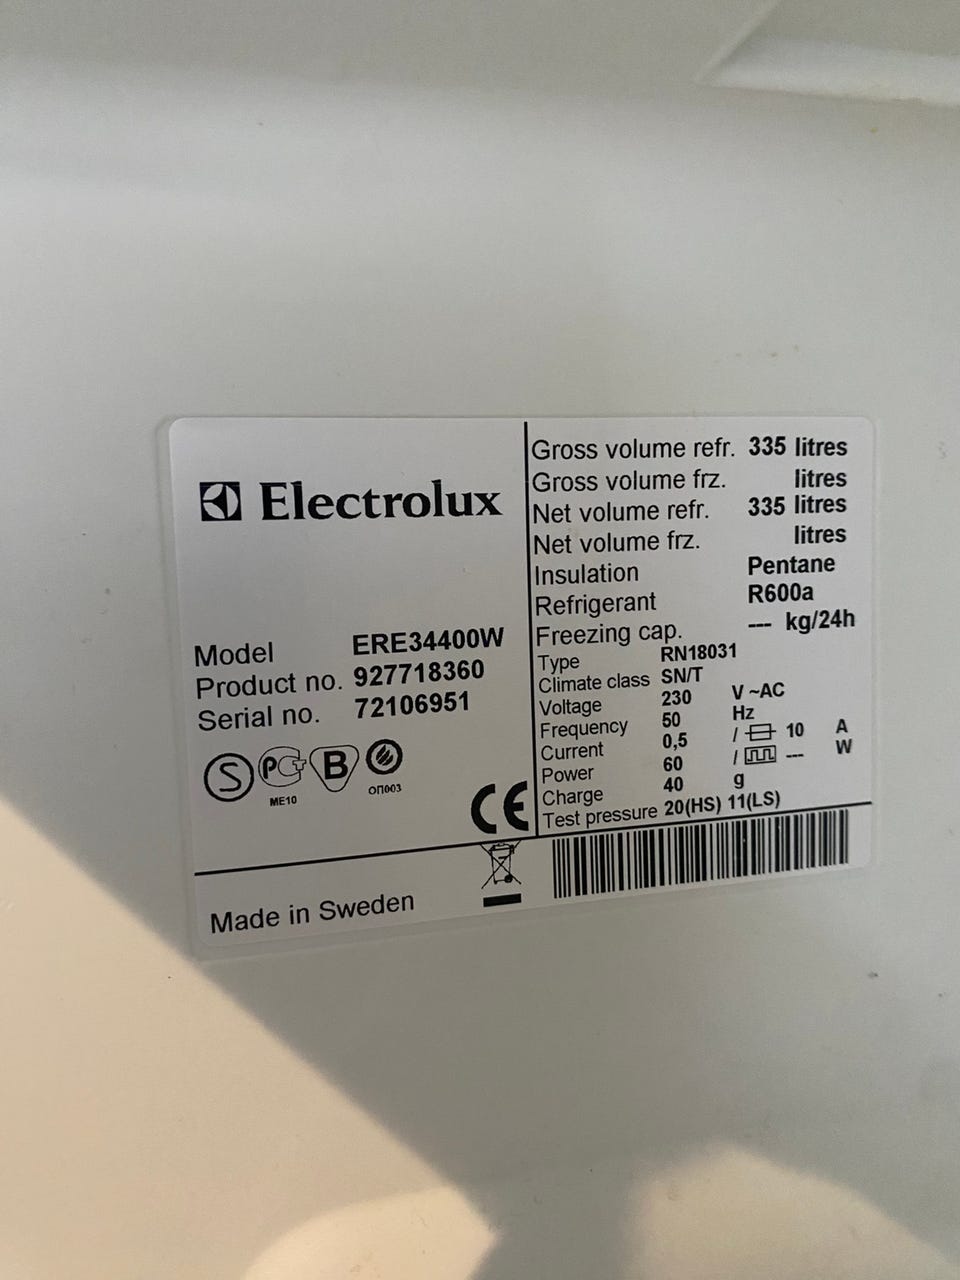 Electrolux
Model ERE34400W
Product no. 927718360
Serial no. 72106951
S PCT B
ME10 ОП003
CE
Made in Sweden
Gross volume refr. 335 litres
Gross volume frz. litres
Net volume refr. 335 litres
Net volume frz. litres
Insulation Pentane
Refrigerant R600a
Freezing cap. --- kg/24h
Type RN18031
Climate class SN/T
Voltage 230 V ~AC
Frequency 50 Hz
Current 0,5 / 10 A
Power 60 / --- W
Charge 40 g
Test pressure 20(HS) 11(LS)